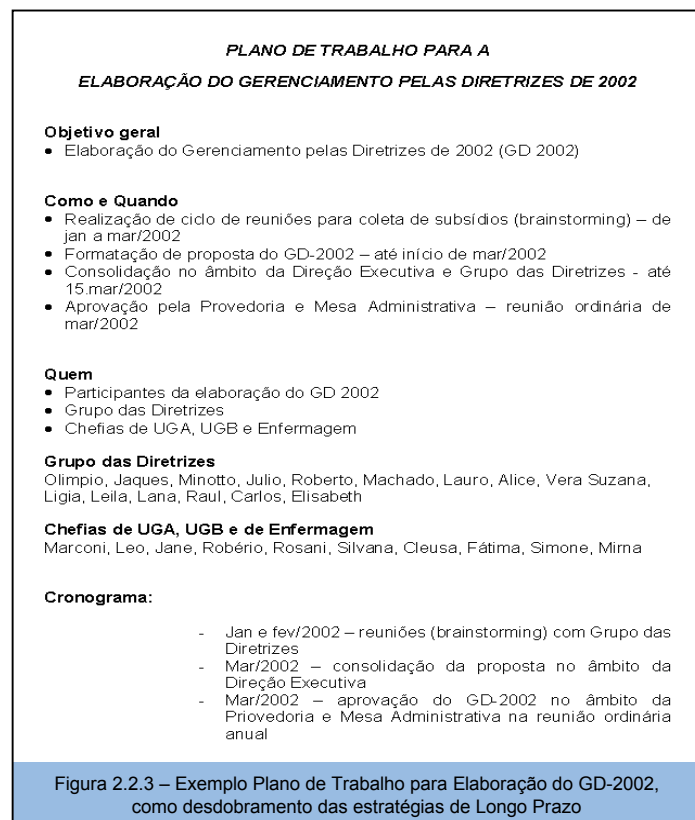 PLANO DE TRABALHO PARA A
ELABORAÇÃO DO GERENCIAMENTO PELAS DIRETRIZES DE 2002
Objetivo geral
• Elaboração do Gerenciamento pelas Diretrizes de 2002 (GD 2002)
Como e Quando
• Realização de ciclo de reuniões para coleta de subsídios (brainstorming) – de
jan a mar/2002
• Formatação de proposta do GD-2002 – até início de mar/2002
• Consolidação no âmbito da Direção Executiva e Grupo das Diretrizes - até
15.mar/2002
• Aprovação pela Provedoria e Mesa Administrativa – reunião ordinária de
mar/2002
Quem
• Participantes da elaboração do GD 2002
• Grupo das Diretrizes
• Chefias de UGA, UGB e Enfermagem
Grupo das Diretrizes
Olimpio, Jaques, Minotto, Julio, Roberto, Machado, Lauro, Alice, Vera Suzana,
Ligia, Leila, Lana, Raul, Carlos, Elisabeth
Chefias de UGA, UGB e de Enfermagem
Marconi, Leo, Jane, Robério, Rosani, Silvana, Cleusa, Fátima, Simone, Mirna
Cronograma:
- Jan e fev/2002 – reuniões (brainstorming) com Grupo das
Diretrizes
- Mar/2002 – consolidação da proposta no âmbito da
Direção Executiva
- Mar/2002 – aprovação do GD-2002 no âmbito da
Priovedoria e Mesa Administrativa na reunião ordinária
anual
Figura 2.2.3 – Exemplo Plano de Trabalho para Elaboração do GD-2002,
como desdobramento das estratégias de Longo Prazo